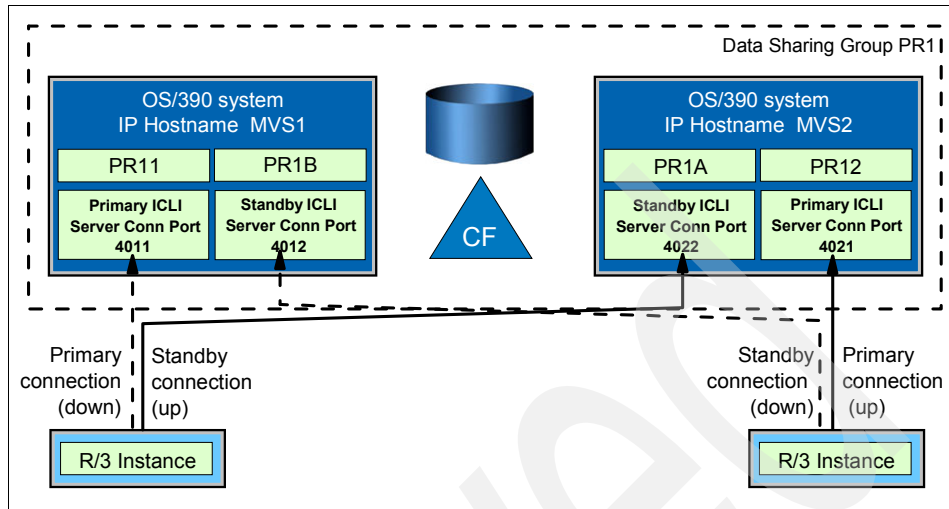 Data Sharing Group PR1
OS/390 system
IP Hostname MVS1
PR11
PR1B
Primary ICLI
Server Conn Port
4011
Standby ICLI
Server Conn Port
4012
CF
OS/390 system
IP Hostname MVS2
PR1A
PR12
Standby ICLI
Server Conn Port
4022
Primary ICLI
Server Conn Port
4021
Primary
connection
(down)
Standby
connection
(up)
Standby
connection
(down)
Primary
connection
(up)
R/3 Instance
R/3 Instance